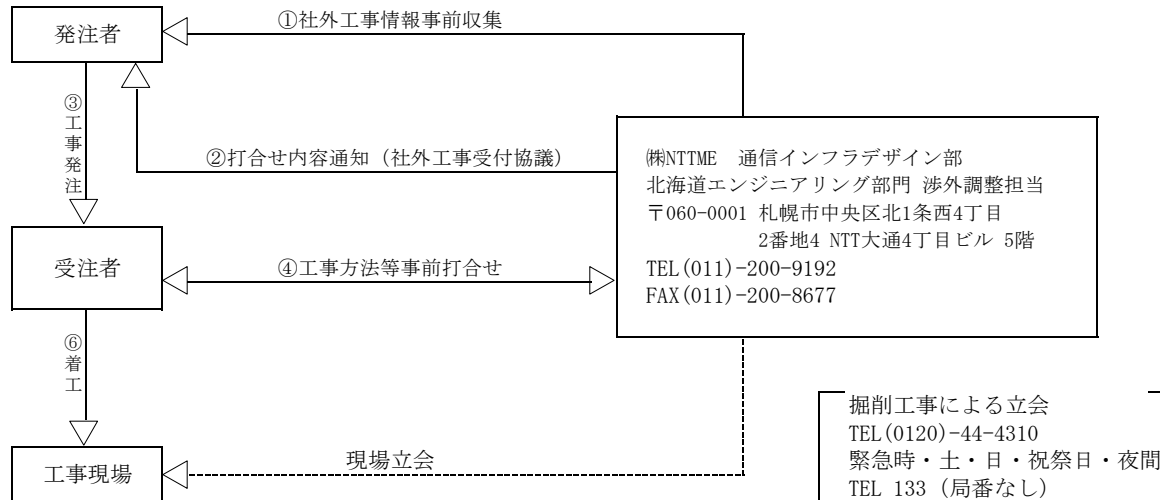 発注者
①社外工事情報事前収集
③工事発注
②打合せ内容通知（社外工事受付協議）
㈱NTTME　通信インフラデザイン部
北海道エンジニアリング部門 渉外調整担当
〒060-0001 札幌市中央区北1条西4丁目
2番地4 NTT大通4丁目ビル 5階
TEL(011)-200-9192
FAX(011)-200-8677
受注者
④工事方法等事前打合せ
⑥着工
工事現場
現場立会
掘削工事による立会
TEL(0120)-44-4310
緊急時・土・日・祝祭日・夜間
TEL 133（局番なし）